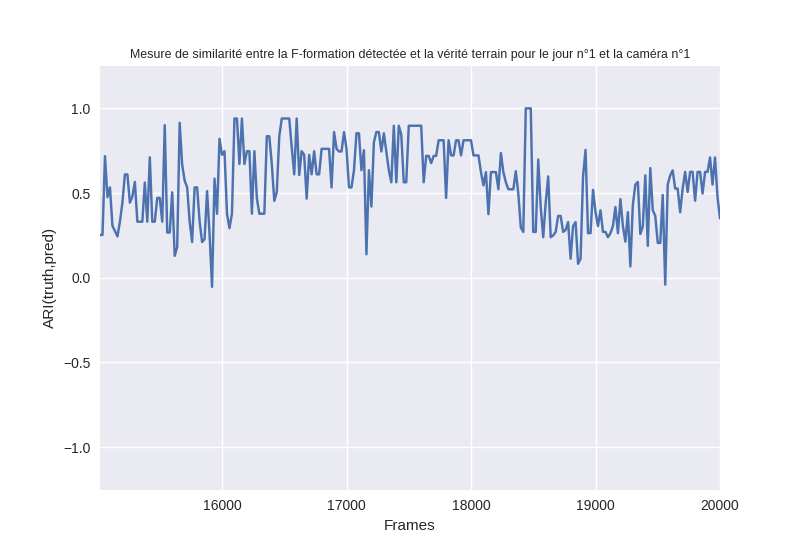 Mesure de similarité entre la F-formation détectée et la vérité terrain pour le jour n°1 et la caméra n°1
1.0
0.5
0.0
−0.5
−1.0
ARI(truth,pred)
16000 17000 18000 19000 20000
Frames